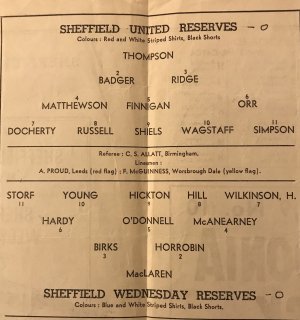 SHEFFIELD UNITED RESERVES - 0
Colours : Red and White Striped Shirts, Black Shorts
THOMPSON
2 3
BADGER RIDGE
4 5 6
MATTHEWSON FINNIGAN ORR
7 8 9 10 11
DOCHERTY RUSSELL SHIELS WAGSTAFF SIMPSON
Referee : C. S. ALLATT, Birmingham.
Linesmen :
A. PROUD, Leeds (red flag) : F. McGUINNESS, Worsbrough Dale (yellow flag).
STORF YOUNG HICKTON HILL WILKINSON, H.
11 10 9 8 7
HARDY O'DONNELL McANEARNEY
6 5 4
BIRKS HORROBIN
3 2
MacLAREN
SHEFFIELD WEDNESDAY RESERVES - 0
Colours : Blue and White Striped Shirts, Black Shorts.